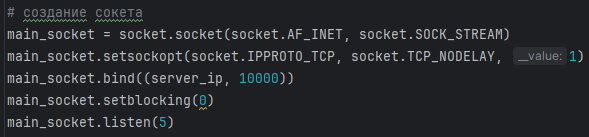 # создание сокета
main_socket = socket.socket(socket.AF_INET, socket.SOCK_STREAM)
main_socket.setsockopt(socket.IPPROTO_TCP, socket.TCP_NODELAY, __value: 1)
main_socket.bind((server_ip, 10000))
main_socket.setblocking(0)
main_socket.listen(5)